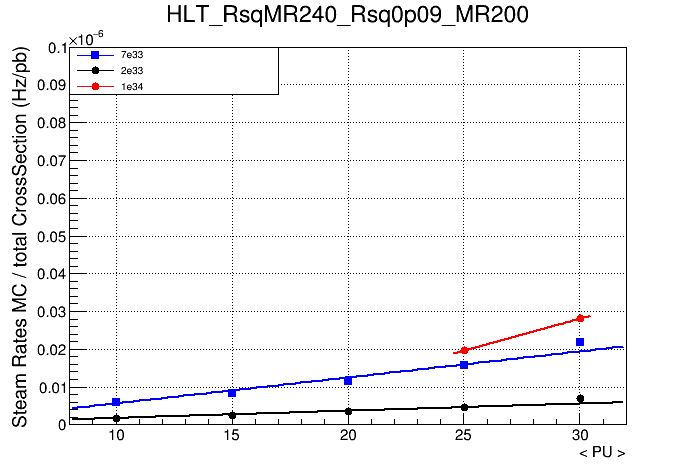 HLT_RsqMR240_Rsq0p09_MR200
×10⁻⁶
Steam Rates MC / total CrossSection (Hz/pb)
0.1
0.09
0.08
0.07
0.06
0.05
0.04
0.03
0.02
0.01
0
7e33
2e33
1e34
10 15 20 25 30
< PU >